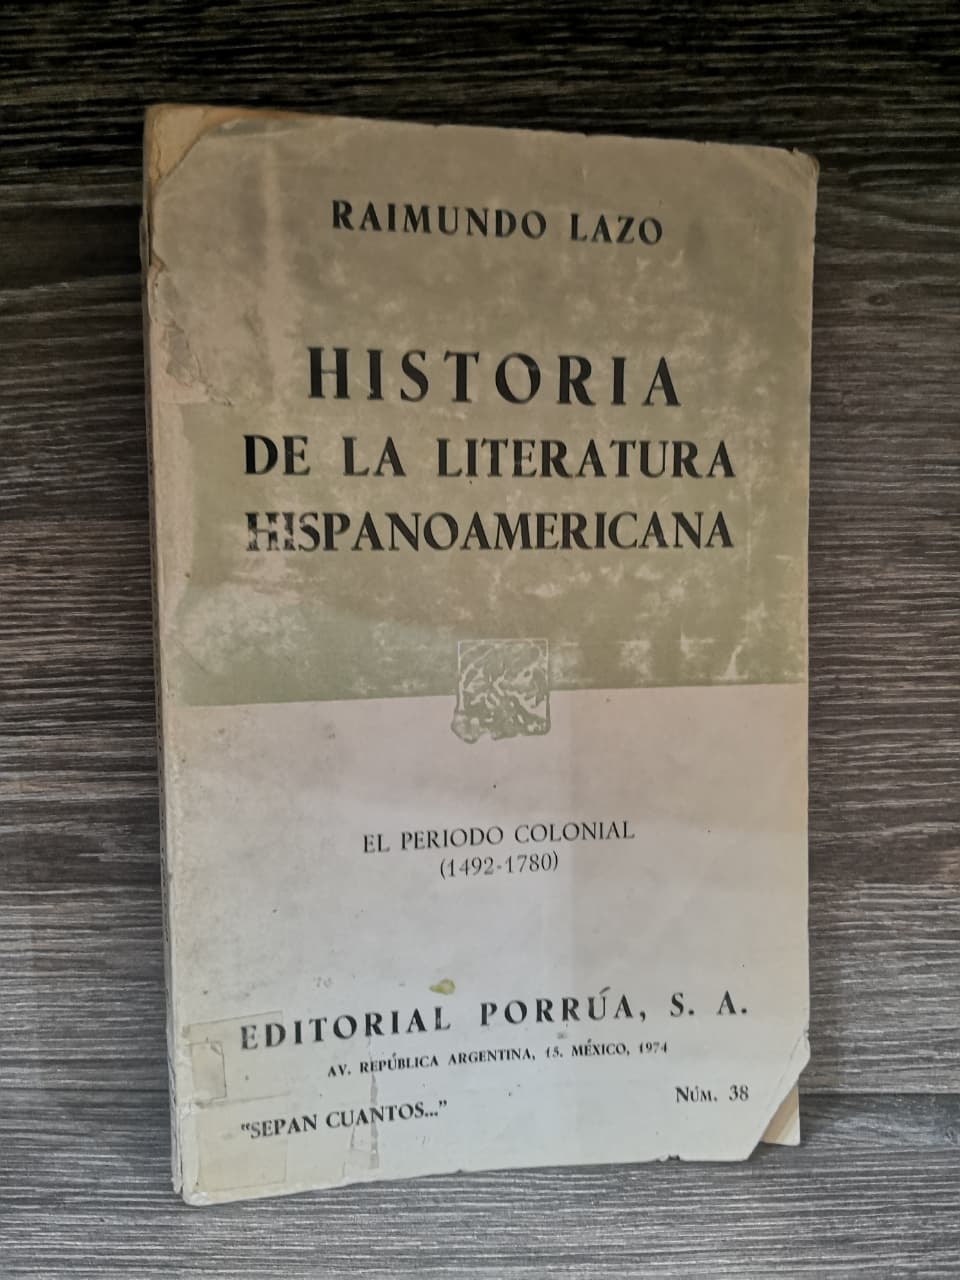 RAIMUNDO LAZO
HISTORIA
DE LA LITERATURA
HISPANOAMERICANA
EL PERIODO COLONIAL
(1492-1780)
EDITORIAL PORRÚA, S. A.
AV. REPÚBLICA ARGENTINA, 15. MÉXICO, 1974
"SEPAN CUANTOS..."
NÚM. 38